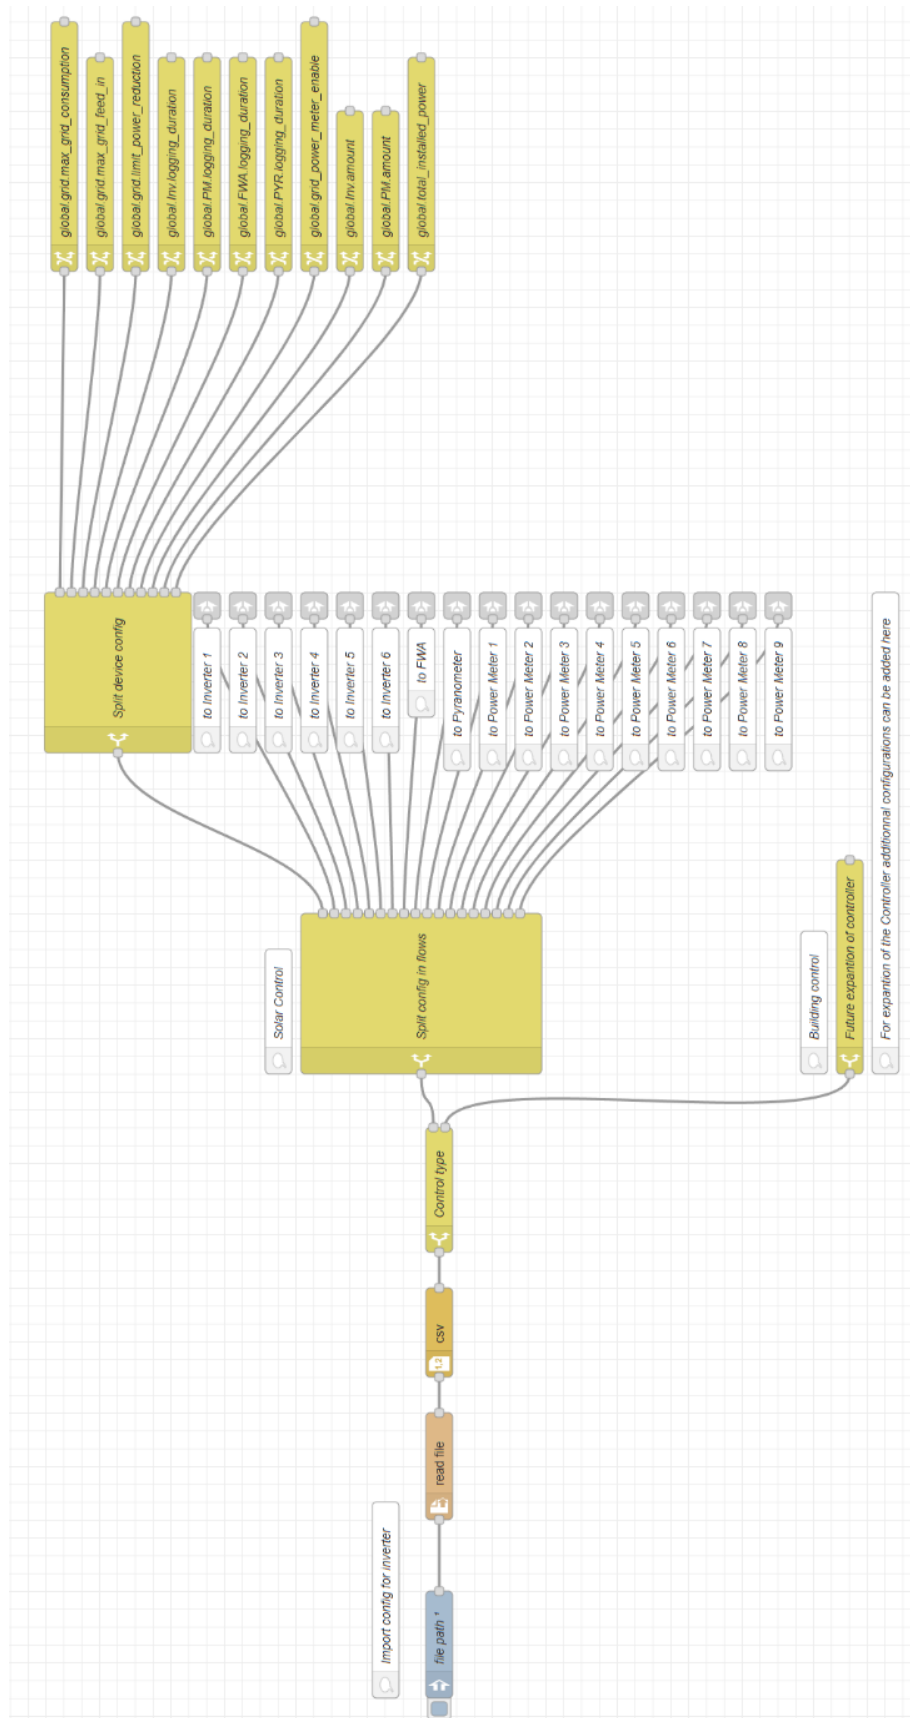 Import config for inverter
file path ¹
read file
csv
Control type
Solar Control
Split config in flows
Building control
Future expantion of controller
For expantion of the Controller additionnal configurations can be added here
Split device config
to Inverter 1
to Inverter 2
to Inverter 3
to Inverter 4
to Inverter 5
to Inverter 6
to FWA
to Pyranometer
to Power Meter 1
to Power Meter 2
to Power Meter 3
to Power Meter 4
to Power Meter 5
to Power Meter 6
to Power Meter 7
to Power Meter 8
to Power Meter 9
global.grid.max_grid_consumption
global.grid.max_grid_feed_in
global.grid.limit_power_reduction
global.Inv.logging_duration
global.PM.logging_duration
global.FWA.logging_duration
global.PYR.logging_duration
global.grid_power_meter_enable
global.Inv.amount
global.PM.amount
global.total_installed_power